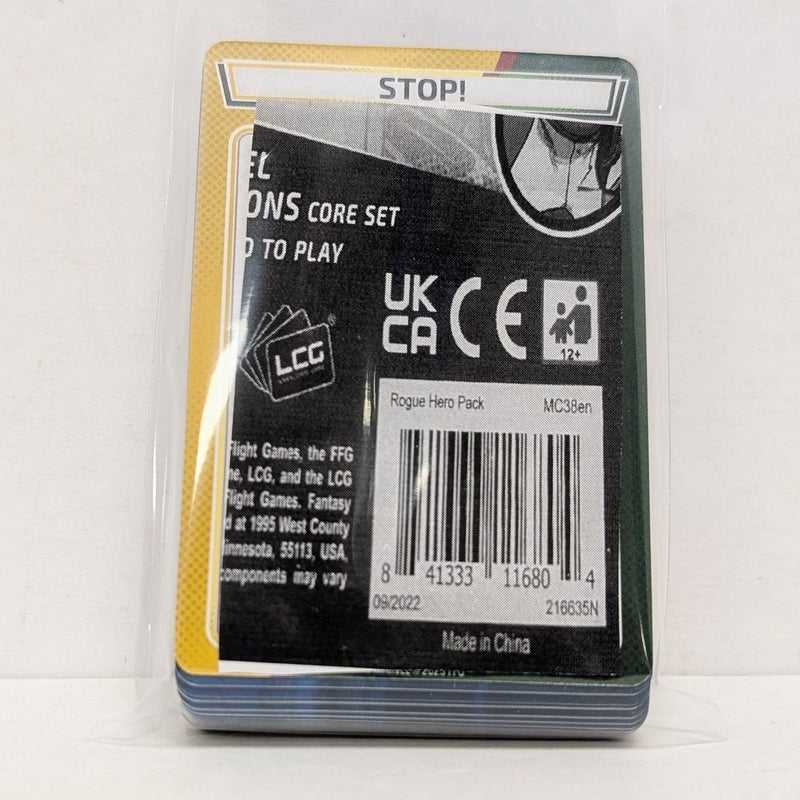 STOP!
EL
ONS CORE SET
D TO PLAY
UK
CA
CE
12+
LCG
®
Rogue Hero Pack MC38en
Flight Games, the FFG
ne, LCG, and the LCG
Flight Games. Fantasy
d at 1995 West County
innesota, 55113, USA.
components may vary
8 41333 11680 4
09/2022 216635N
Made in China